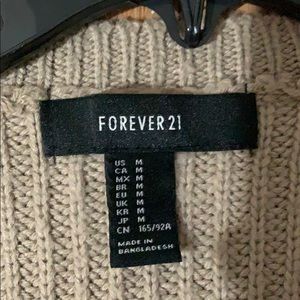 FOREVER 21
US M
CA M
MX M
BR M
EU M
UK M
KR M
JP M
CN 165/92A
MADE IN
BANGLADESH